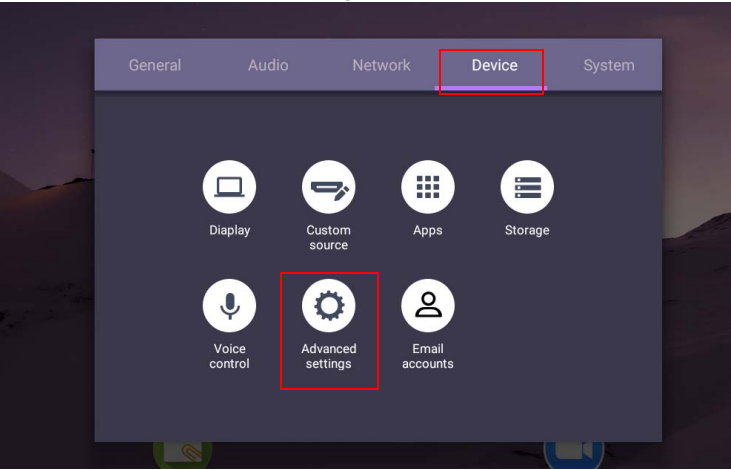 General
Audio
Network
Device
System
Diaplay
Custom
source
Apps
Storage
Voice
control
Advanced
settings
Email
accounts